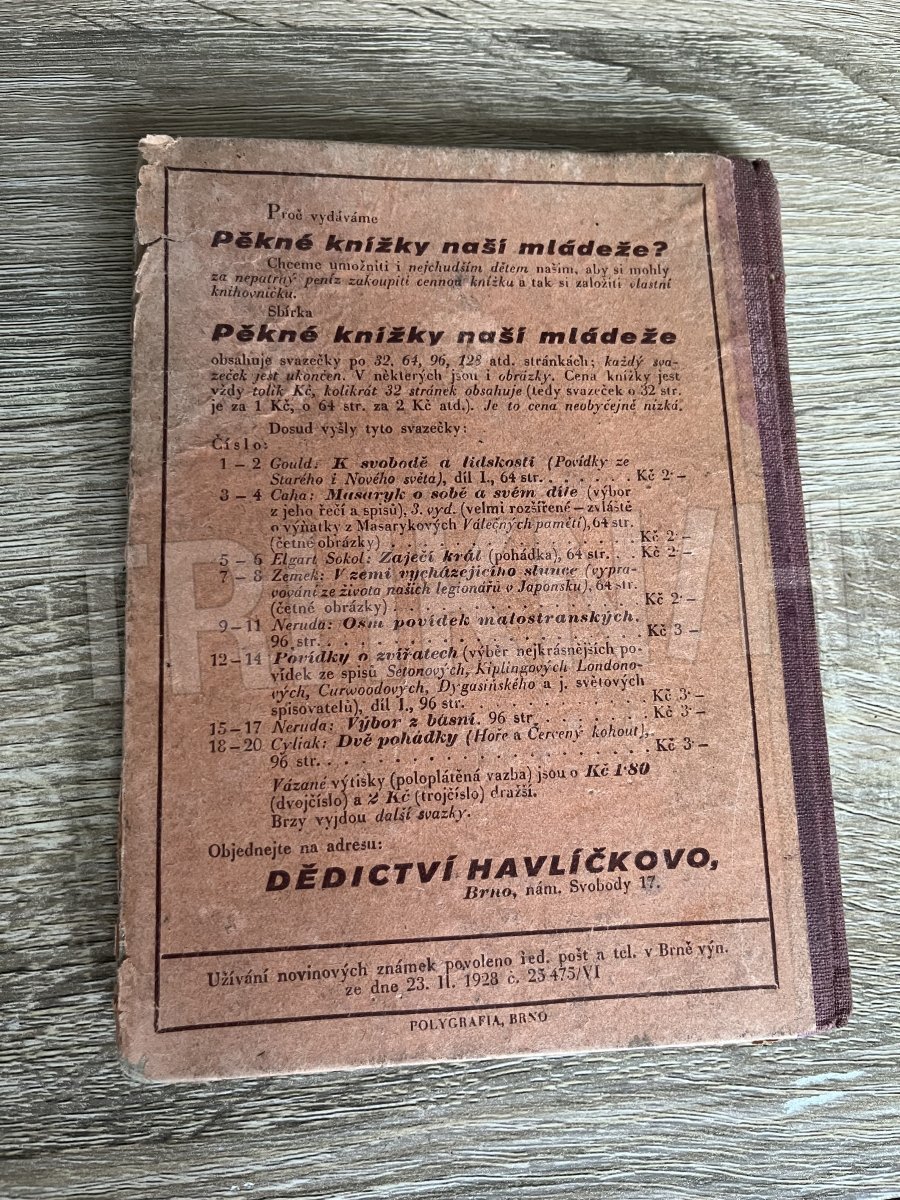 Proč vydáváme
Pěkné knížky naší mládeže?
Chceme umožniti i nejchudším dětem našim, aby si mohly
za nepatrný peníz zakoupiti cennou knížku a tak si založiti vlastní
knihovničku.
Sbírka
Pěkné knížky naší mládeže
obsahuje svazečky po 32, 64, 96, 128 atd. stránkách; každý sva-
zeček jest ukončen. V některých jsou i obrázky. Cena knížky jest
vždy tolik Kč, kolikrát 32 stránek obsahuje (tedy svazeček o 32 str.
je za 1 Kč, o 64 str. za 2 Kč atd.). Je to cena neobyčejně nízká.
Dosud vyšly tyto svazečky:
Číslo:
1 – 2 Gould: K svobodě a lidskosti (Povídky ze
Starého i Nového světa), díl I., 64 str. . . . . . . Kč 2·–
3 – 4 Caha: Masaryk o sobě a svém díle (výbor
z jeho řečí a spisů), 3. vyd. (velmi rozšířené – zvláště
o výňatky z Masarykových Válečných pamětí), 64 str.
(četné obrázky) . . . . . . . . . . . . . . . . Kč 2·–
5 – 6 Elgart Sokol: Zaječí král (pohádka), 64 str. . . Kč 2·–
7 – 8 Zemek: V zemi vycházejícího slunce (vypra-
vování ze života našich legionářů v Japonsku), 64 str.
(četné obrázky) . . . . . . . . . . . . . . . . Kč 2·–
9 – 11 Neruda: Osm povídek malostranských.
96 str. . . . . . . . . . . . . . . . . . . . Kč 3·–
12 – 14 Povídky o zvířatech (výběr nejkrásnějších po-
vídek ze spisů Setonových, Kiplingových Londono-
vých, Curwoodových, Dygasińského a j. světových
spisovatelů), díl I., 96 str. . . . . . . . . . . . Kč 3·–
15 – 17 Neruda: Výbor z básní. 96 str. . . . . . . . . Kč 3·–
18 – 20 Cyliak: Dvě pohádky (Hoře a Červený kohout),
96 str. . . . . . . . . . . . . . . . . . . . Kč 3·–
Vázané výtisky (poloplátěná vazba) jsou o Kč 1·80
(dvojčíslo) a 2 Kč (trojčíslo) dražší.
Brzy vyjdou další svazky.
Objednejte na adresu:
DĚDICTVÍ HAVLÍČKOVO,
Brno, nám. Svobody 17.
Užívání novinových známek povoleno řed. pošt a tel. v Brně výn.
ze dne 23. II. 1928 č. 25475/VI
POLYGRAFIA, BRNO